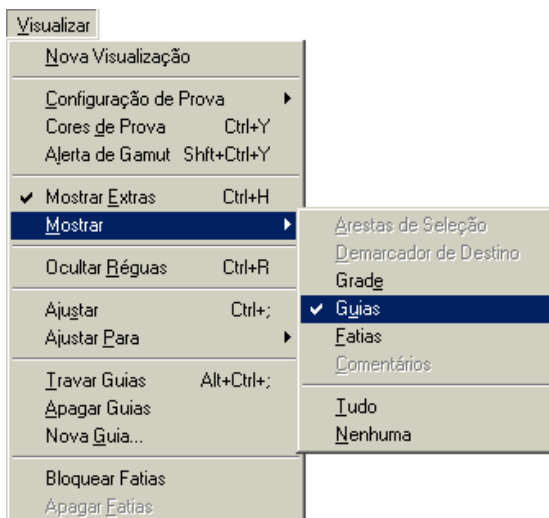 Visualizar
Nova Visualização
Configuração de Prova
Cores de Prova Ctrl+Y
Alerta de Gamut Shft+Ctrl+Y
Mostrar Extras Ctrl+H
Mostrar
Ocultar Réguas Ctrl+R
Ajustar Ctrl+;
Ajustar Para
Travar Guias Alt+Ctrl+;
Apagar Guias
Nova Guia...
Bloquear Fatias
Apagar Fatias
Arestas de Seleção
Demarcador de Destino
Grade
Guias
Fatias
Comentários
Tudo
Nenhuma